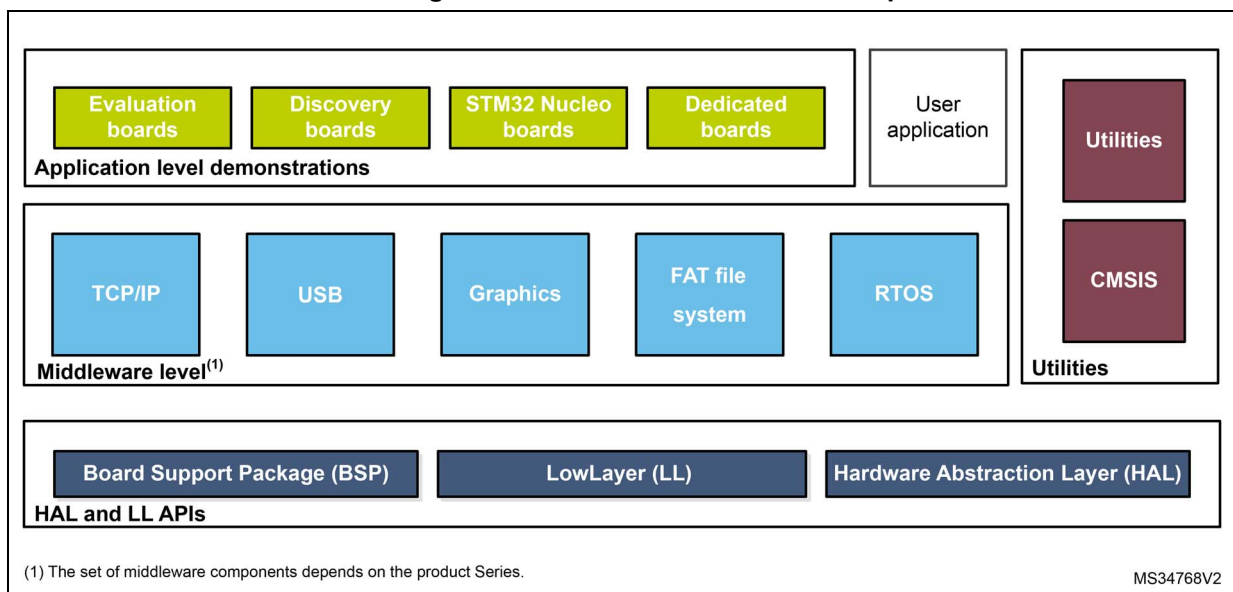 Evaluation
boards
Discovery
boards
STM32 Nucleo
boards
Dedicated
boards
Application level demonstrations
User
application
Utilities
CMSIS
Utilities
TCP/IP
USB
Graphics
FAT file
system
RTOS
Middleware level(1)
Board Support Package (BSP)
LowLayer (LL)
Hardware Abstraction Layer (HAL)
HAL and LL APIs
(1) The set of middleware components depends on the product Series.
MS34768V2